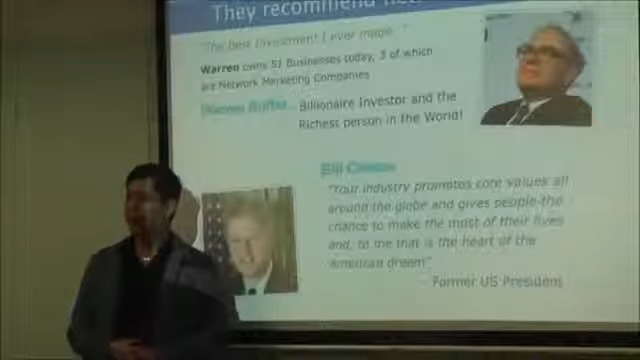 They recommend
"The best Investment I ever made..."
Warren owns 51 Businesses today, 3 of which
are Network Marketing Companies
Warren Buffet Billionaire Investor and the
Richest person in the World!
Bill Clinton
"Your industry promotes core values all
around the globe and gives people the
chance to make the most of their lives
and, to me that is the heart of the
American dream"
- Former US President